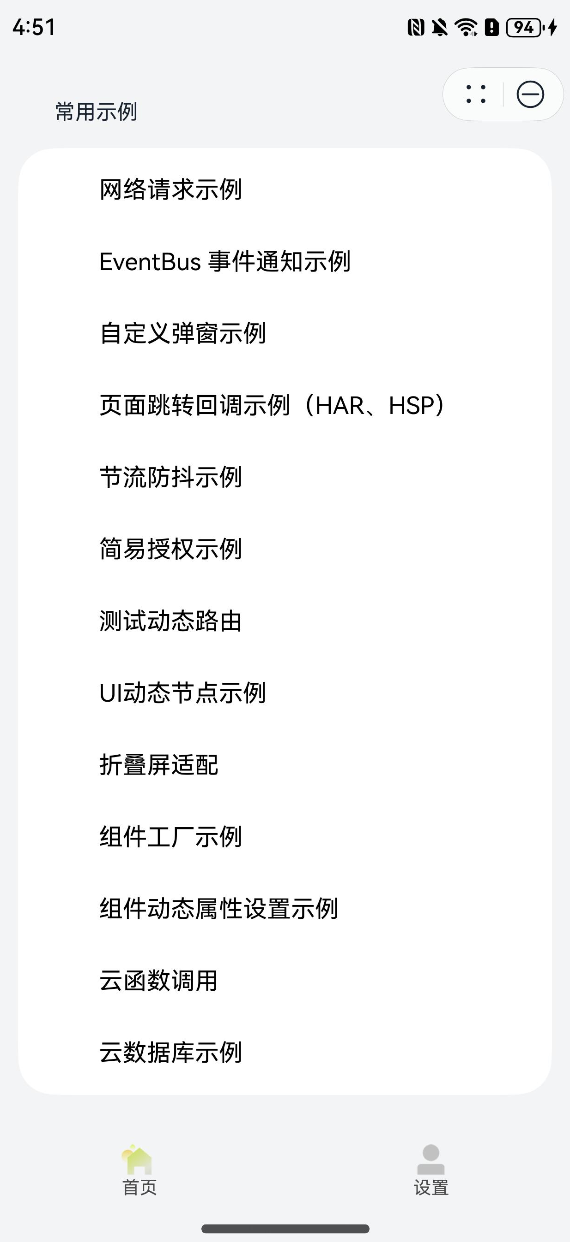 4:51
94
常用示例
网络请求示例
EventBus 事件通知示例
自定义弹窗示例
页面跳转回调示例（HAR、HSP）
节流防抖示例
简易授权示例
测试动态路由
UI动态节点示例
折叠屏适配
组件工厂示例
组件动态属性设置示例
云函数调用
云数据库示例
首页
设置